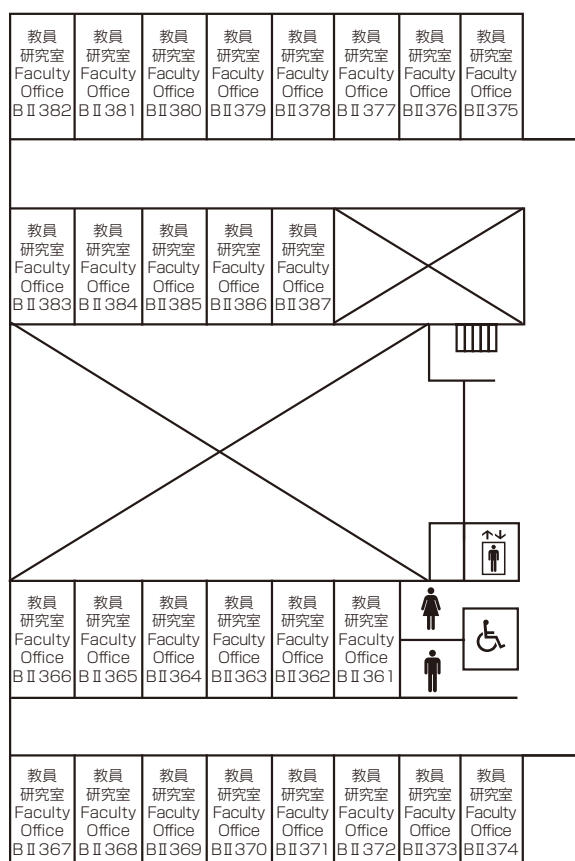 教員
研究室
Faculty
Office
BⅡ382
教員
研究室
Faculty
Office
BⅡ381
教員
研究室
Faculty
Office
BⅡ380
教員
研究室
Faculty
Office
BⅡ379
教員
研究室
Faculty
Office
BⅡ378
教員
研究室
Faculty
Office
BⅡ377
教員
研究室
Faculty
Office
BⅡ376
教員
研究室
Faculty
Office
BⅡ375
教員
研究室
Faculty
Office
BⅡ383
教員
研究室
Faculty
Office
BⅡ384
教員
研究室
Faculty
Office
BⅡ385
教員
研究室
Faculty
Office
BⅡ386
教員
研究室
Faculty
Office
BⅡ387
教員
研究室
Faculty
Office
BⅡ366
教員
研究室
Faculty
Office
BⅡ365
教員
研究室
Faculty
Office
BⅡ364
教員
研究室
Faculty
Office
BⅡ363
教員
研究室
Faculty
Office
BⅡ362
教員
研究室
Faculty
Office
BⅡ361
教員
研究室
Faculty
Office
BⅡ367
教員
研究室
Faculty
Office
BⅡ368
教員
研究室
Faculty
Office
BⅡ369
教員
研究室
Faculty
Office
BⅡ370
教員
研究室
Faculty
Office
BⅡ371
教員
研究室
Faculty
Office
BⅡ372
教員
研究室
Faculty
Office
BⅡ373
教員
研究室
Faculty
Office
BⅡ374